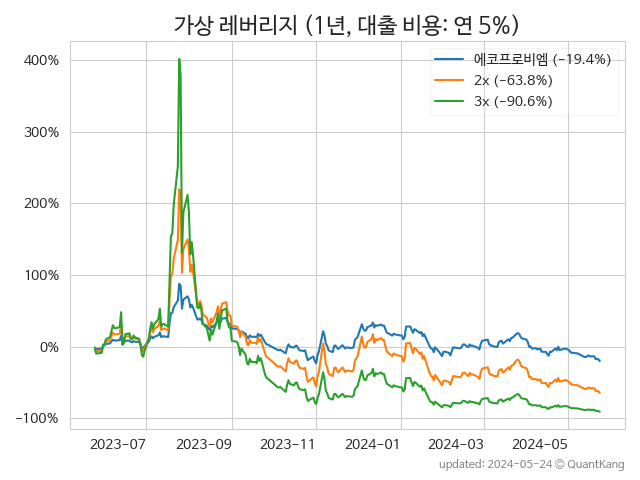 가상 레버리지 (1년, 대출 비용: 연 5%)
에코프로비엠 (−19.4%)
2x (−63.8%)
3x (−90.6%)
400%
300%
200%
100%
0%
−100%
2023-07
2023-09
2023-11
2024-01
2024-03
2024-05
updated: 2024-05-24 © QuantKang